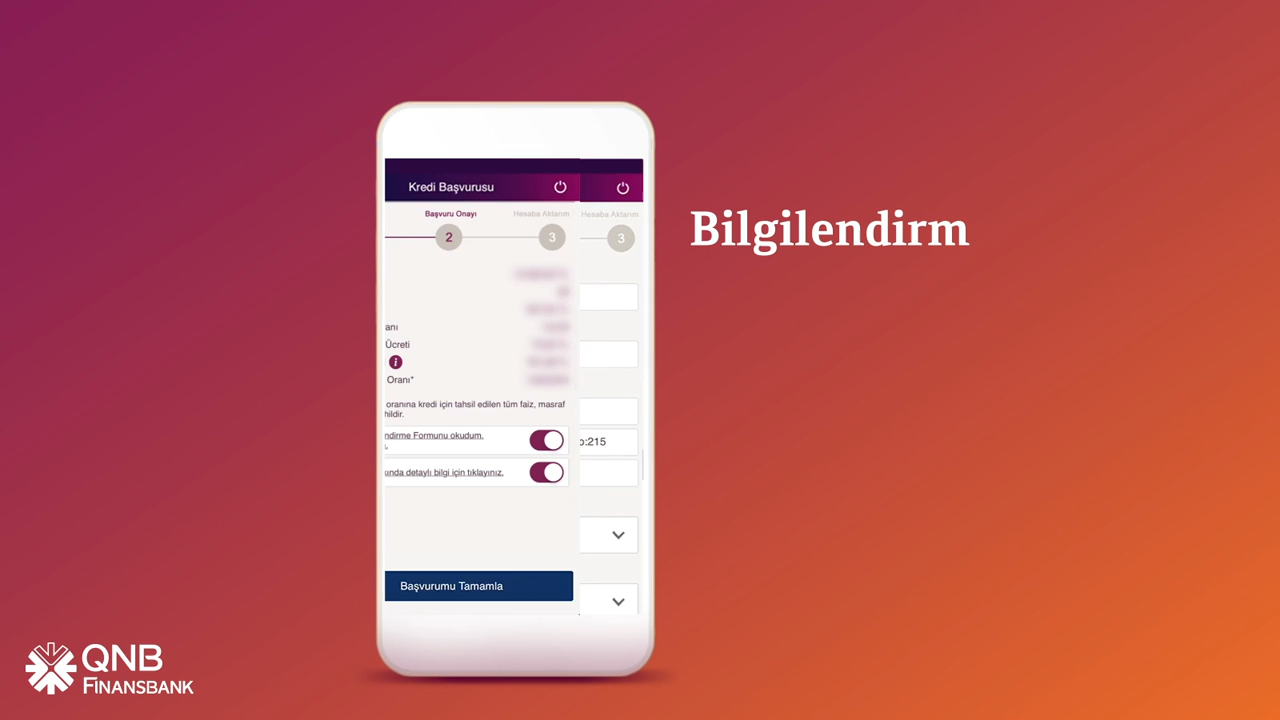 Kredi Başvurusu
Başvuru Onayı
Hesaba Aktarım
Hesaba Aktarım
2
3
3
anı
Ücreti
i
Oranı*
oranına kredi için tahsil edilen tüm faiz, masraf
hildir.
ndirme Formunu okudum.
o:215
ında detaylı bilgi için tıklayınız.
Başvurumu Tamamla
Bilgilendirm
QNB
FINANSBANK